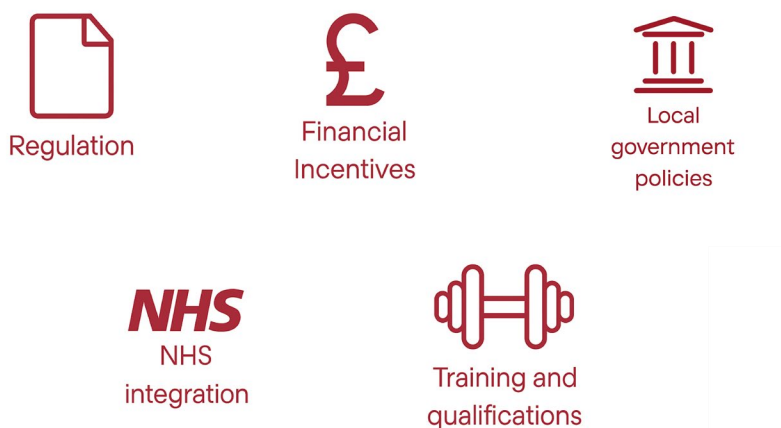 Regulation
£
Financial
Incentives
Local
government
policies
NHS
NHS
integration
Training and
qualifications